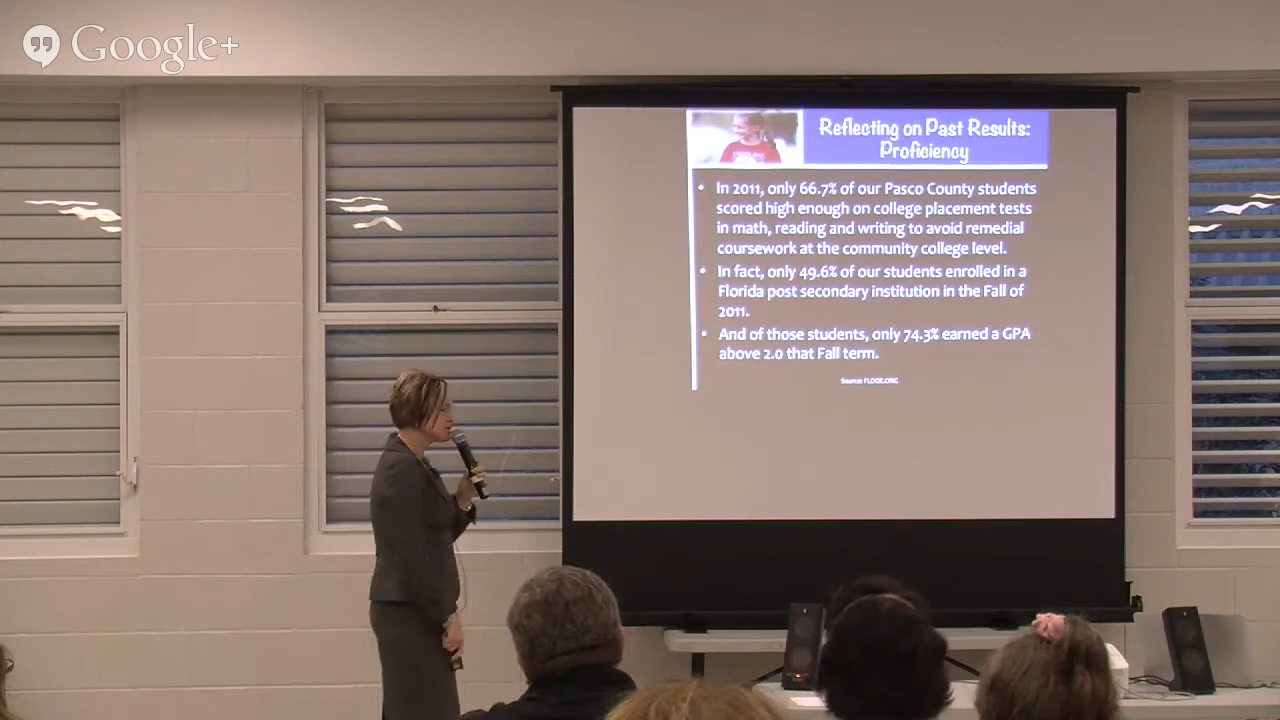 Google+
Reflecting on Past Results:
Proficiency
• In 2011, only 66.7% of our Pasco County students
scored high enough on college placement tests
in math, reading and writing to avoid remedial
coursework at the community college level.
• In fact, only 49.6% of our students enrolled in a
Florida post secondary institution in the Fall of
2011.
• And of those students, only 74.3% earned a GPA
above 2.0 that Fall term.
Source: FLDOE.ORG